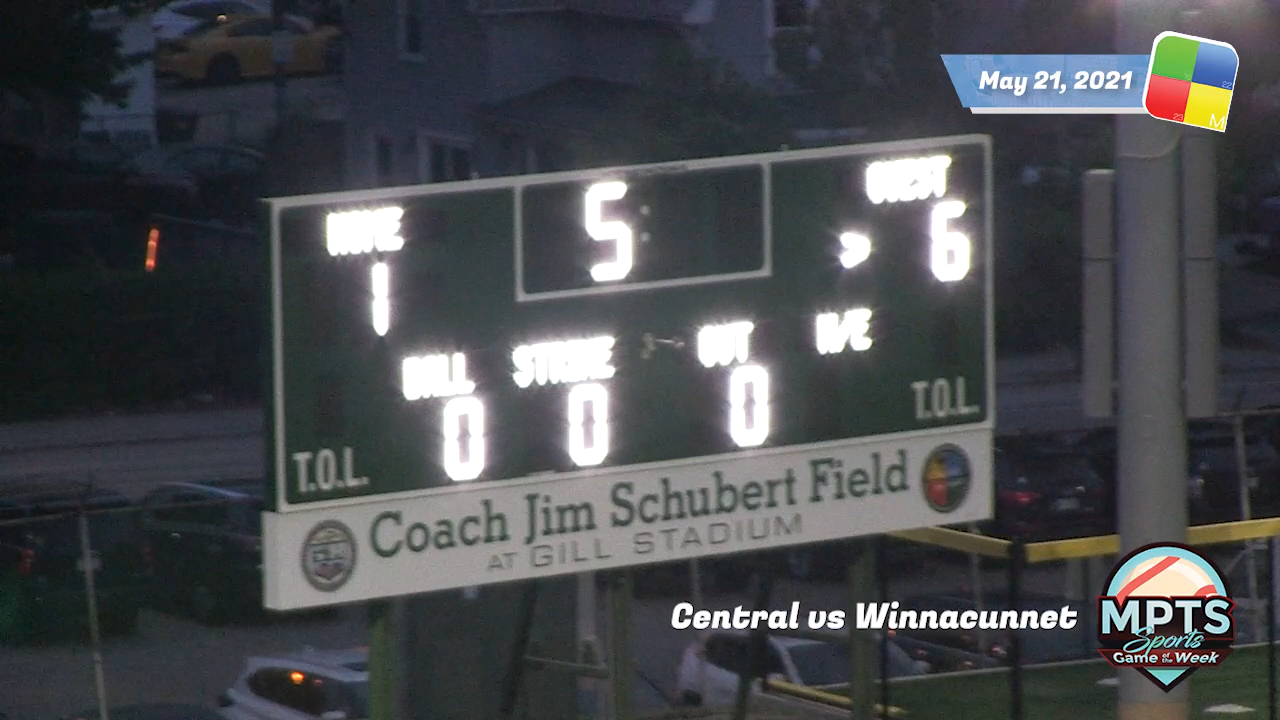 May 21, 2021
M
HOME 5 GUEST
1 > 6
BALL STRIKE OUT H/E
0 0 0
T.O.L. T.O.L.
Coach Jim Schubert Field
AT GILL STADIUM
Central vs Winnacunnet
MPTS
Sports
Game of the Week